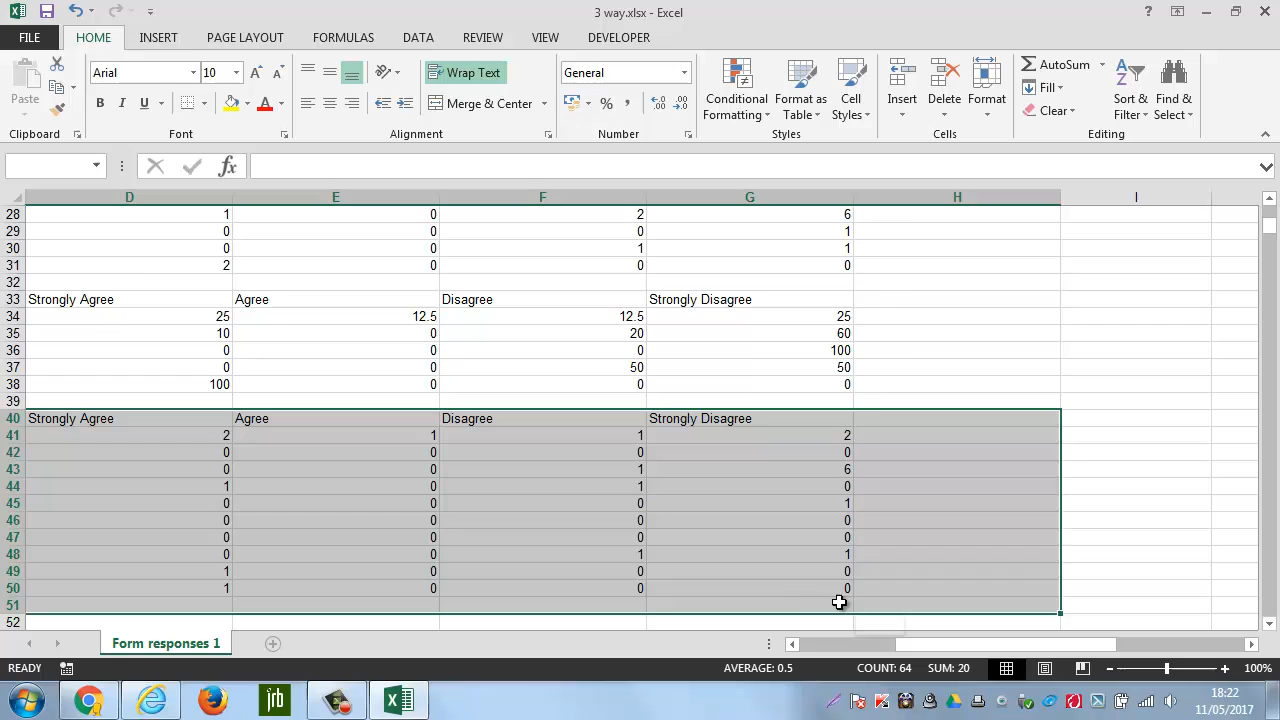 3 way.xlsx - Excel
FILE HOME INSERT PAGE LAYOUT FORMULAS DATA REVIEW VIEW DEVELOPER
Paste
Arial 10
B I U A
Wrap Text
Merge & Center
General
% ,
Conditional Formatting
Format as Table
Cell Styles
Insert
Delete
Format
AutoSum
Fill
Clear
Sort & Filter
Find & Select
Clipboard Font Alignment Number Styles Cells Editing
fx
D E F G H I
28 1 0 2 6
29 0 0 0 1
30 0 0 1 1
31 2 0 0 0
32
33 Strongly Agree Agree Disagree Strongly Disagree
34 25 12.5 12.5 25
35 10 0 20 60
36 0 0 0 100
37 0 0 50 50
38 100 0 0 0
39
40 Strongly Agree Agree Disagree Strongly Disagree
41 2 1 1 2
42 0 0 0 0
43 0 0 1 6
44 1 0 1 0
45 0 0 0 1
46 0 0 0 0
47 0 0 0 0
48 0 0 1 1
49 1 0 0 0
50 1 0 0 0
51
52
Form responses 1
READY AVERAGE: 0.5 COUNT: 64 SUM: 20 100%
jrb
18:22
11/05/2017